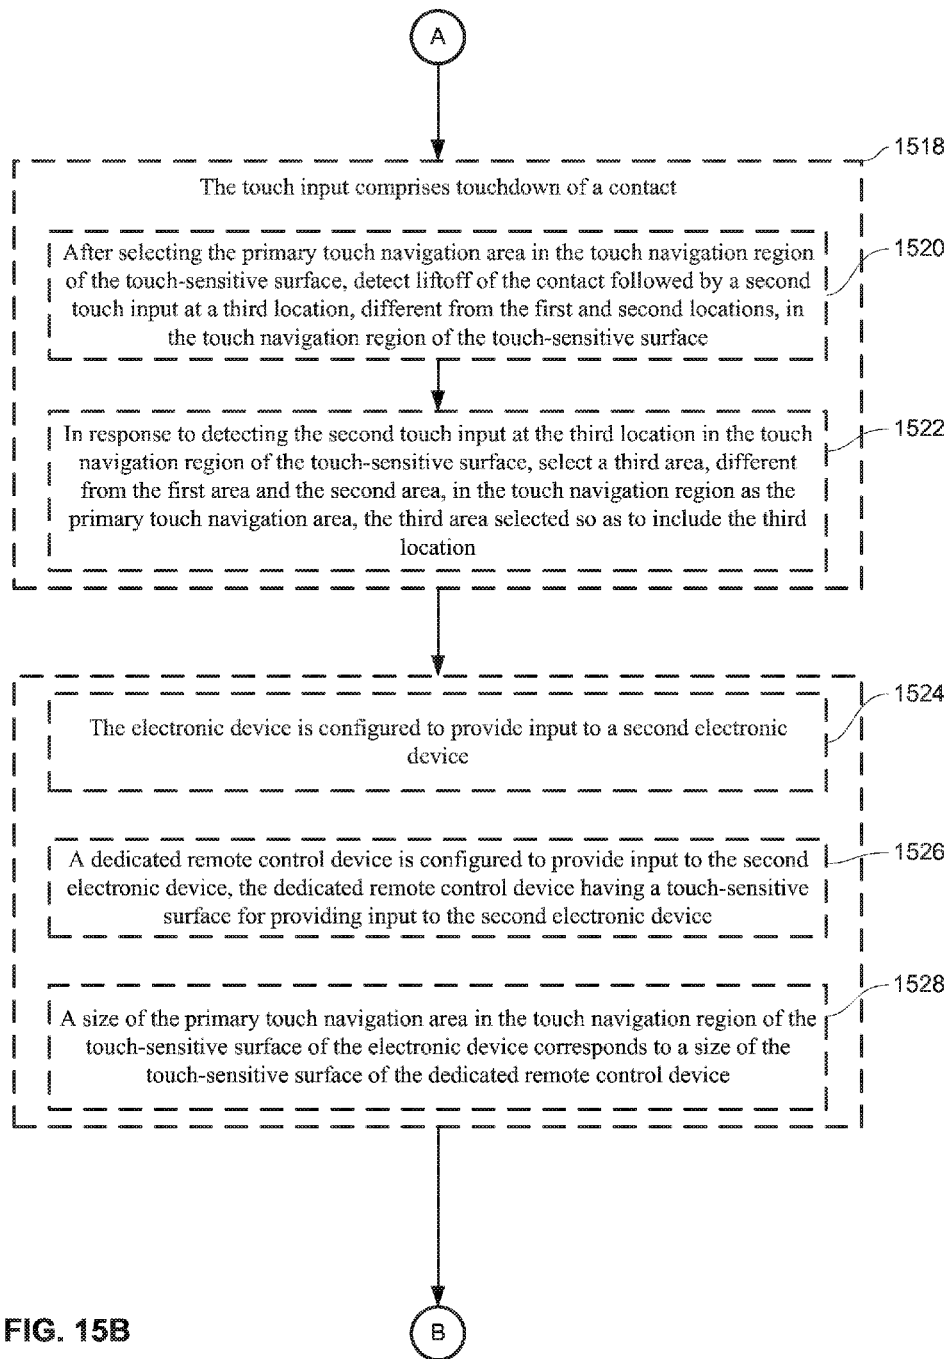 A
1518
The touch input comprises touchdown of a contact
After selecting the primary touch navigation area in the touch navigation region
of the touch-sensitive surface, detect liftoff of the contact followed by a second
touch input at a third location, different from the first and second locations, in
the touch navigation region of the touch-sensitive surface
1520
In response to detecting the second touch input at the third location in the touch
navigation region of the touch-sensitive surface, select a third area, different
from the first area and the second area, in the touch navigation region as the
primary touch navigation area, the third area selected so as to include the third
location
1522
The electronic device is configured to provide input to a second electronic
device
1524
A dedicated remote control device is configured to provide input to the second
electronic device, the dedicated remote control device having a touch-sensitive
surface for providing input to the second electronic device
1526
A size of the primary touch navigation area in the touch navigation region of the
touch-sensitive surface of the electronic device corresponds to a size of the
touch-sensitive surface of the dedicated remote control device
1528
B
FIG. 15B